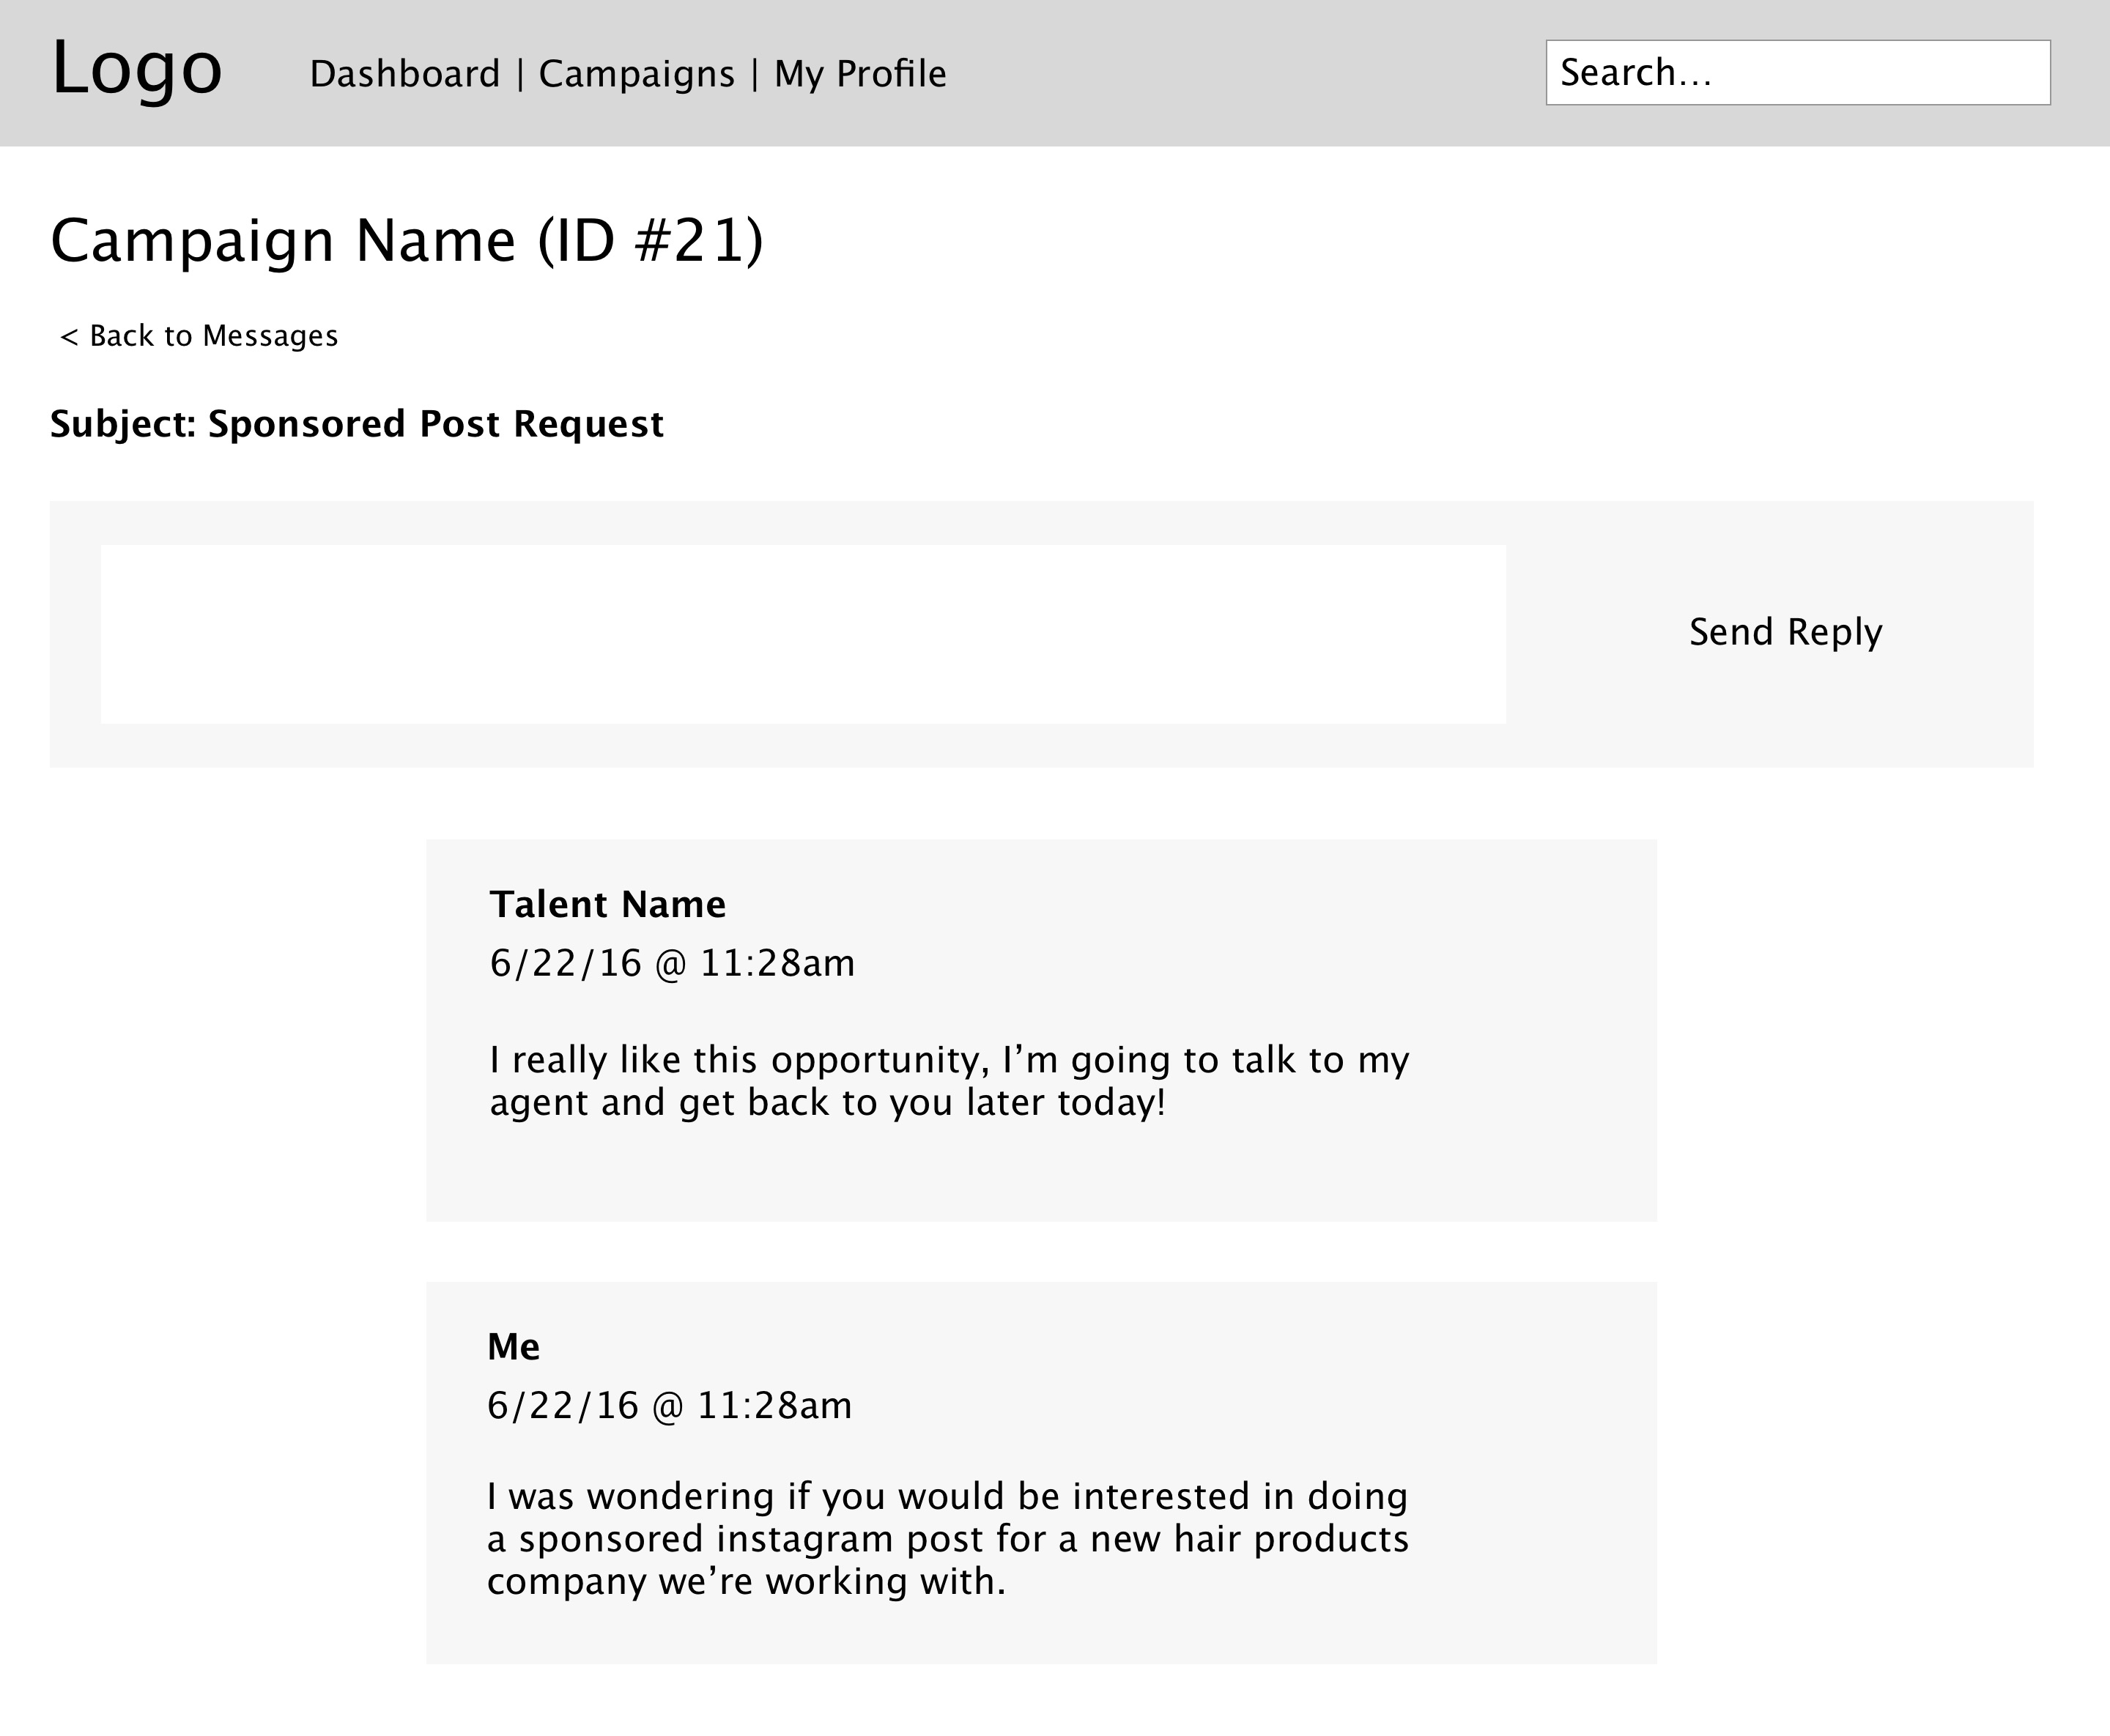 Logo
Dashboard | Campaigns | My Profile
Search...
Campaign Name (ID #21)
< Back to Messages
Subject: Sponsored Post Request
Send Reply
Talent Name
6/22/16 @ 11:28am
I really like this opportunity, I’m going to talk to my
agent and get back to you later today!
Me
6/22/16 @ 11:28am
I was wondering if you would be interested in doing
a sponsored instagram post for a new hair products
company we’re working with.